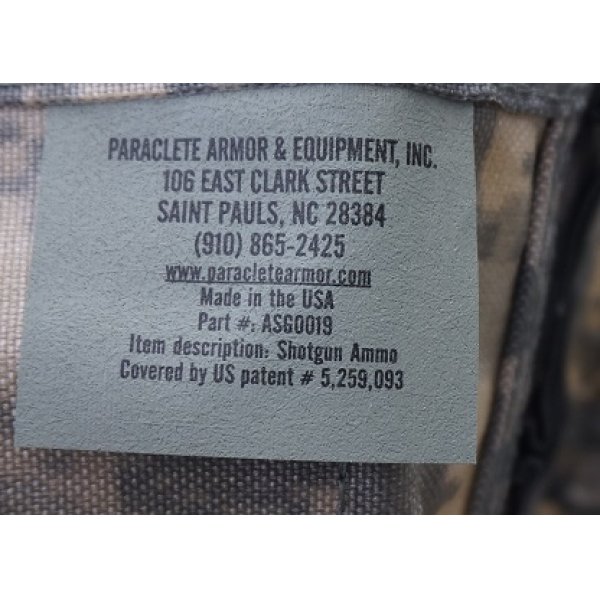 PARACLETE ARMOR & EQUIPMENT, INC.
106 EAST CLARK STREET
SAINT PAULS, NC 28384
(910) 865-2425
www.paracletearmor.com
Made in the USA
Part #: ASG0019
Item description: Shotgun Ammo
Covered by US patent # 5,259,093